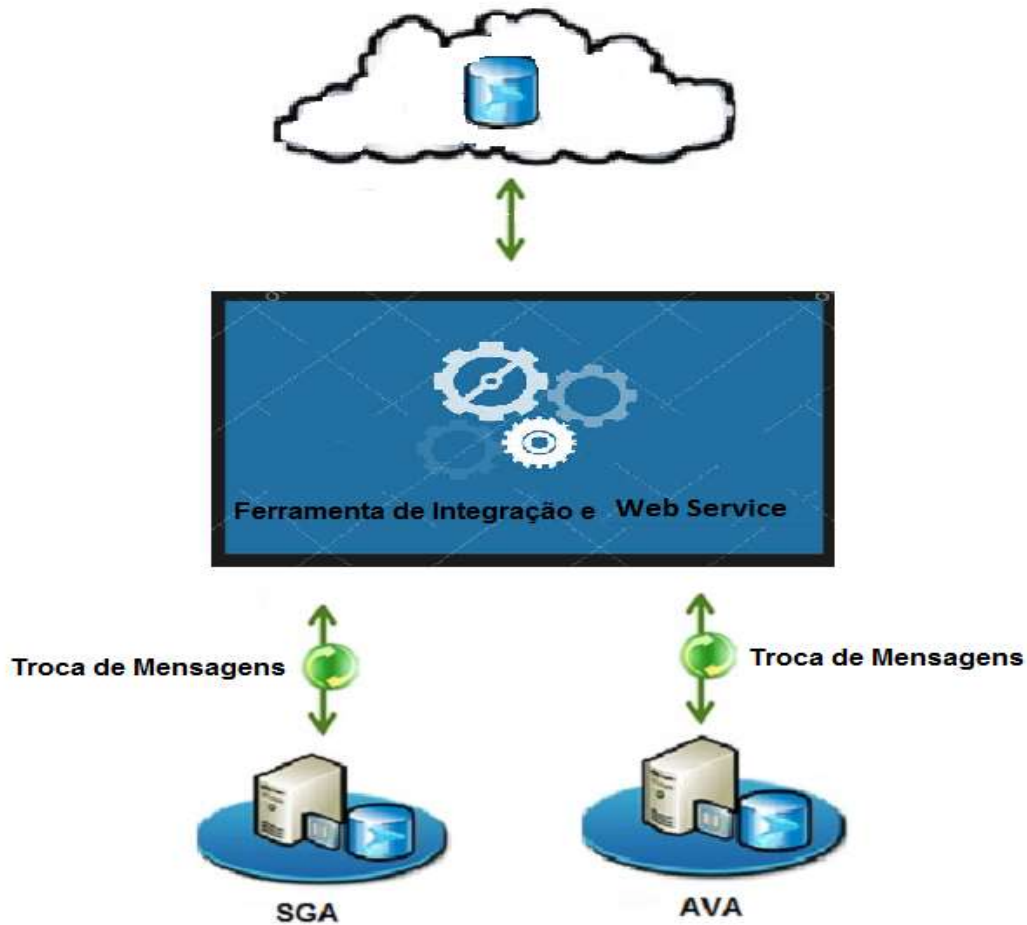 Ferramenta de Integração e Web Service
Troca de Mensagens
Troca de Mensagens
SGA
AVA